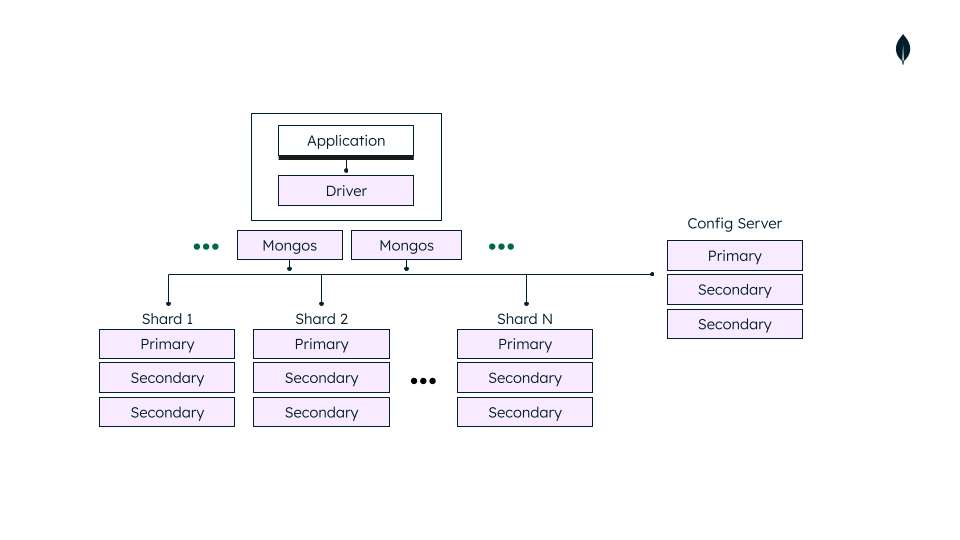 Application
Driver
Mongos
Mongos
Config Server
Primary
Secondary
Secondary
Shard 1
Primary
Secondary
Secondary
Shard 2
Primary
Secondary
Secondary
Shard N
Primary
Secondary
Secondary